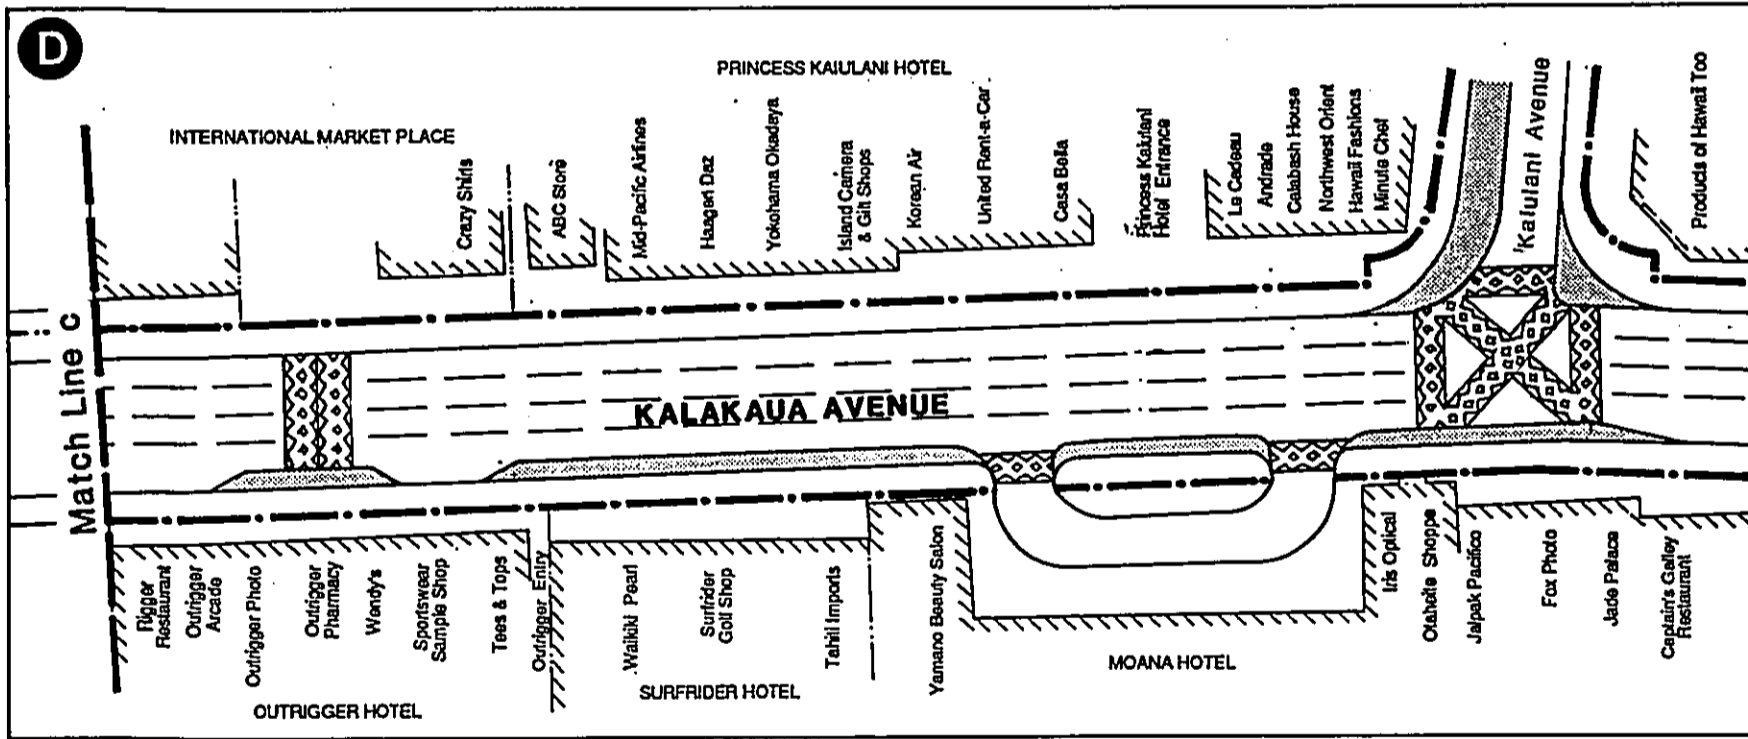 D
PRINCESS KAIULANI HOTEL
INTERNATIONAL MARKET PLACE
Crazy Shirts
ABC Store
Mid-Pacific Airlines
Haagen Daz
Yokohama Okadaya
Island Camera
& Gift Shops
Korean Air
United Rent-a-Car
Casa Bella
Princess Kaiulani
Hotel Entrance
Le Cadeau
Andrade
Calabash House
Northwest Orient
Hawaii Fashions
Minute Chef
Kaiulani Avenue
Products of Hawaii Too
Match Line C
KALAKAUA AVENUE
Rigger
Restaurant
Outrigger
Arcade
Outrigger Photo
Outrigger
Pharmacy
Wendy's
Sportswear
Sample Shop
Tees & Tops
Outrigger Entry
Waikiki Pearl
Surfrider
Golf Shop
Tahiti Imports
Yamano Beauty Salon
Iris Optical
Otaheite Shoppe
Jalpak Pacifico
Fox Photo
Jade Palace
Captain's Galley
Restaurant
OUTRIGGER HOTEL
SURFRIDER HOTEL
MOANA HOTEL